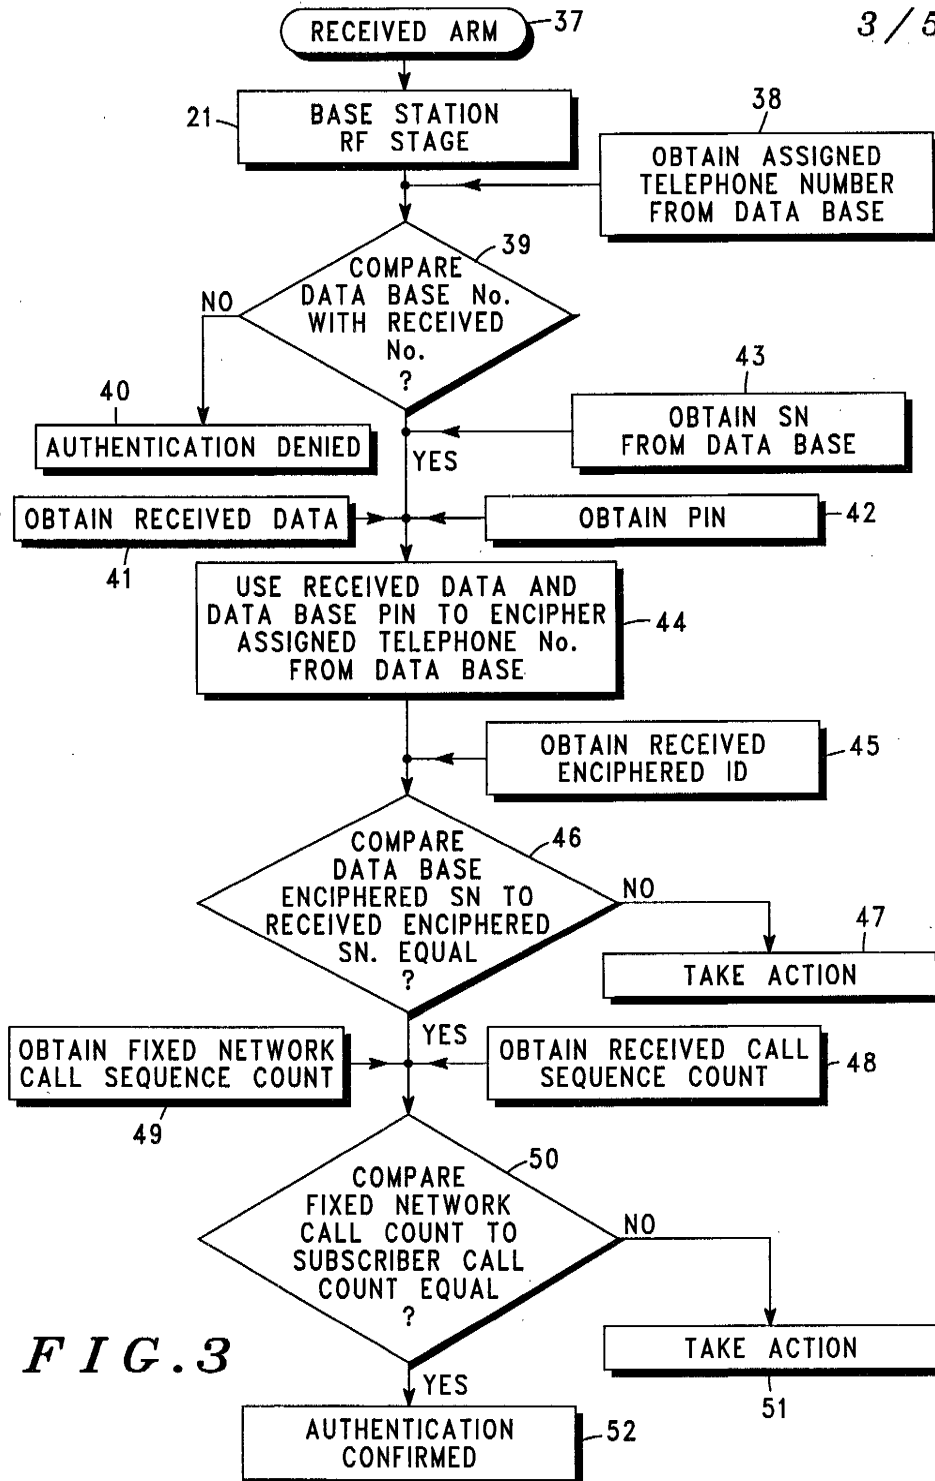 3/5
RECEIVED ARM
37
21
BASE STATION
RF STAGE
38
OBTAIN ASSIGNED
TELEPHONE NUMBER
FROM DATA BASE
39
COMPARE
DATA BASE No.
WITH RECEIVED
No.
?
NO
40
AUTHENTICATION DENIED
43
OBTAIN SN
FROM DATA BASE
YES
OBTAIN RECEIVED DATA
41
OBTAIN PIN
42
USE RECEIVED DATA AND
DATA BASE PIN TO ENCIPHER
ASSIGNED TELEPHONE No.
FROM DATA BASE
44
OBTAIN RECEIVED
ENCIPHERED ID
45
COMPARE
DATA BASE
ENCIPHERED SN TO
RECEIVED ENCIPHERED
SN. EQUAL
?
46
NO
47
TAKE ACTION
YES
OBTAIN FIXED NETWORK
CALL SEQUENCE COUNT
49
OBTAIN RECEIVED CALL
SEQUENCE COUNT
48
COMPARE
FIXED NETWORK
CALL COUNT TO
SUBSCRIBER CALL
COUNT EQUAL
?
50
NO
TAKE ACTION
51
YES
AUTHENTICATION
CONFIRMED
52
FIG.3